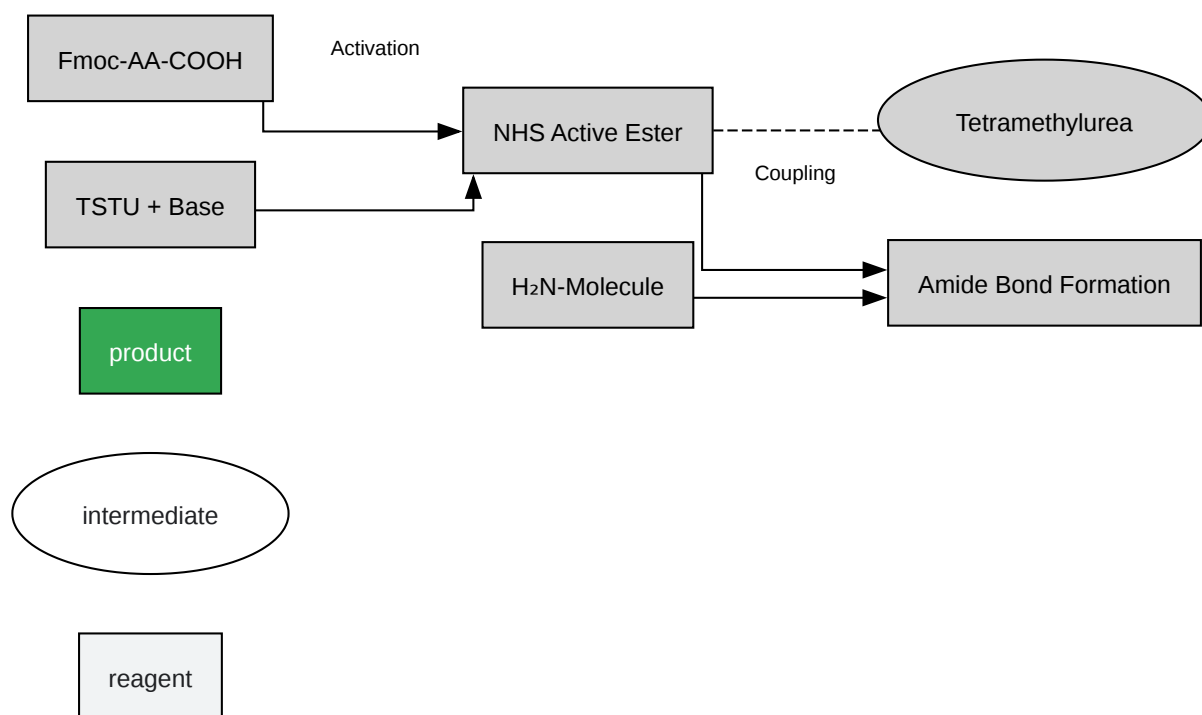 Fmoc-AA-COOH
Activation
NHS Active Ester
Tetramethylurea
TSTU + Base
Coupling
H₂N-Molecule
Amide Bond Formation
product
intermediate
reagent